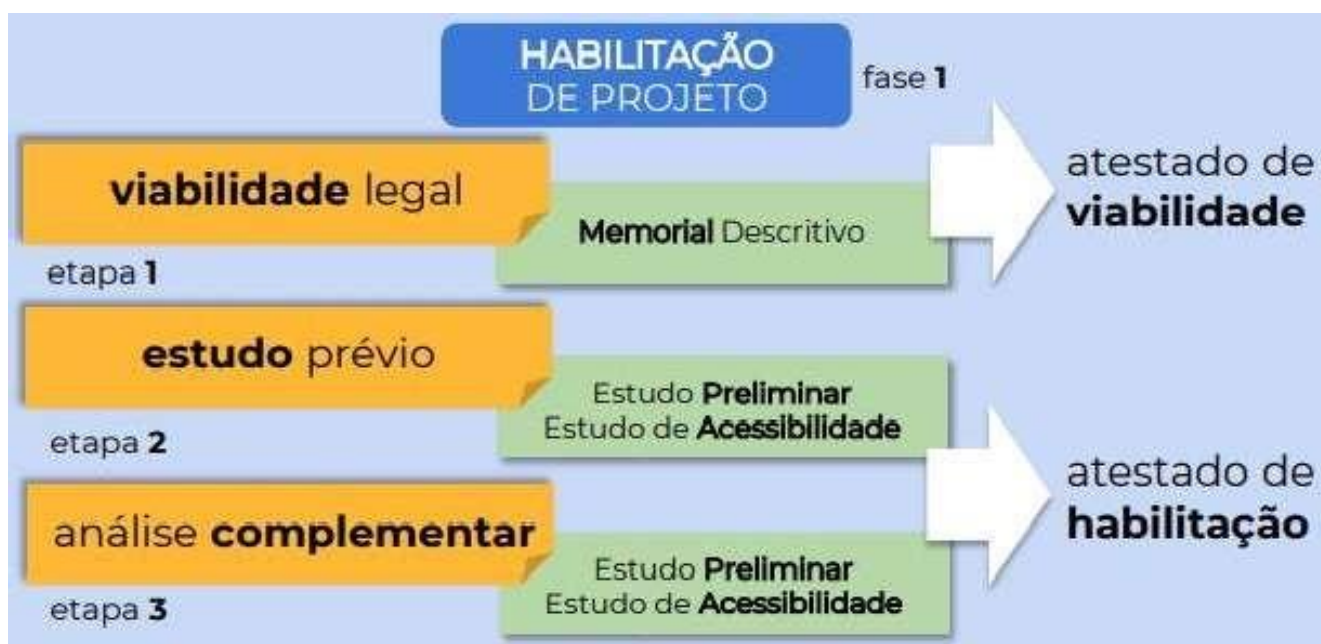 HABILITAÇÃO
DE PROJETO
fase 1
viabilidade legal
etapa 1
Memorial Descritivo
atestado de
viabilidade
estudo prévio
etapa 2
Estudo Preliminar
Estudo de Acessibilidade
análise complementar
etapa 3
Estudo Preliminar
Estudo de Acessibilidade
atestado de
habilitação